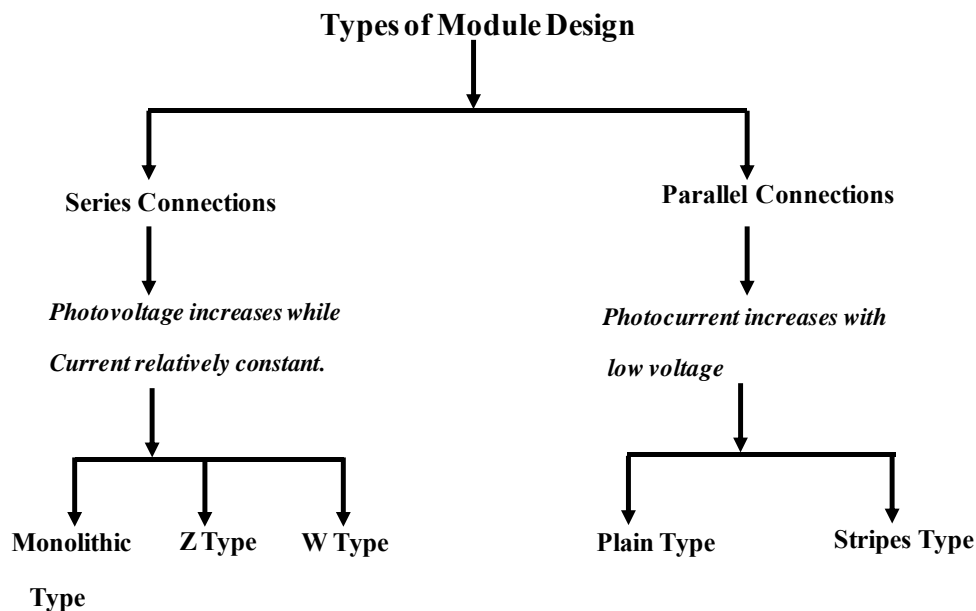 Types of Module Design
Series Connections
Parallel Connections
Photovoltage increases while
Current relatively constant.
Photocurrent increases with
low voltage
Monolithic
Type
Z Type
W Type
Plain Type
Stripes Type